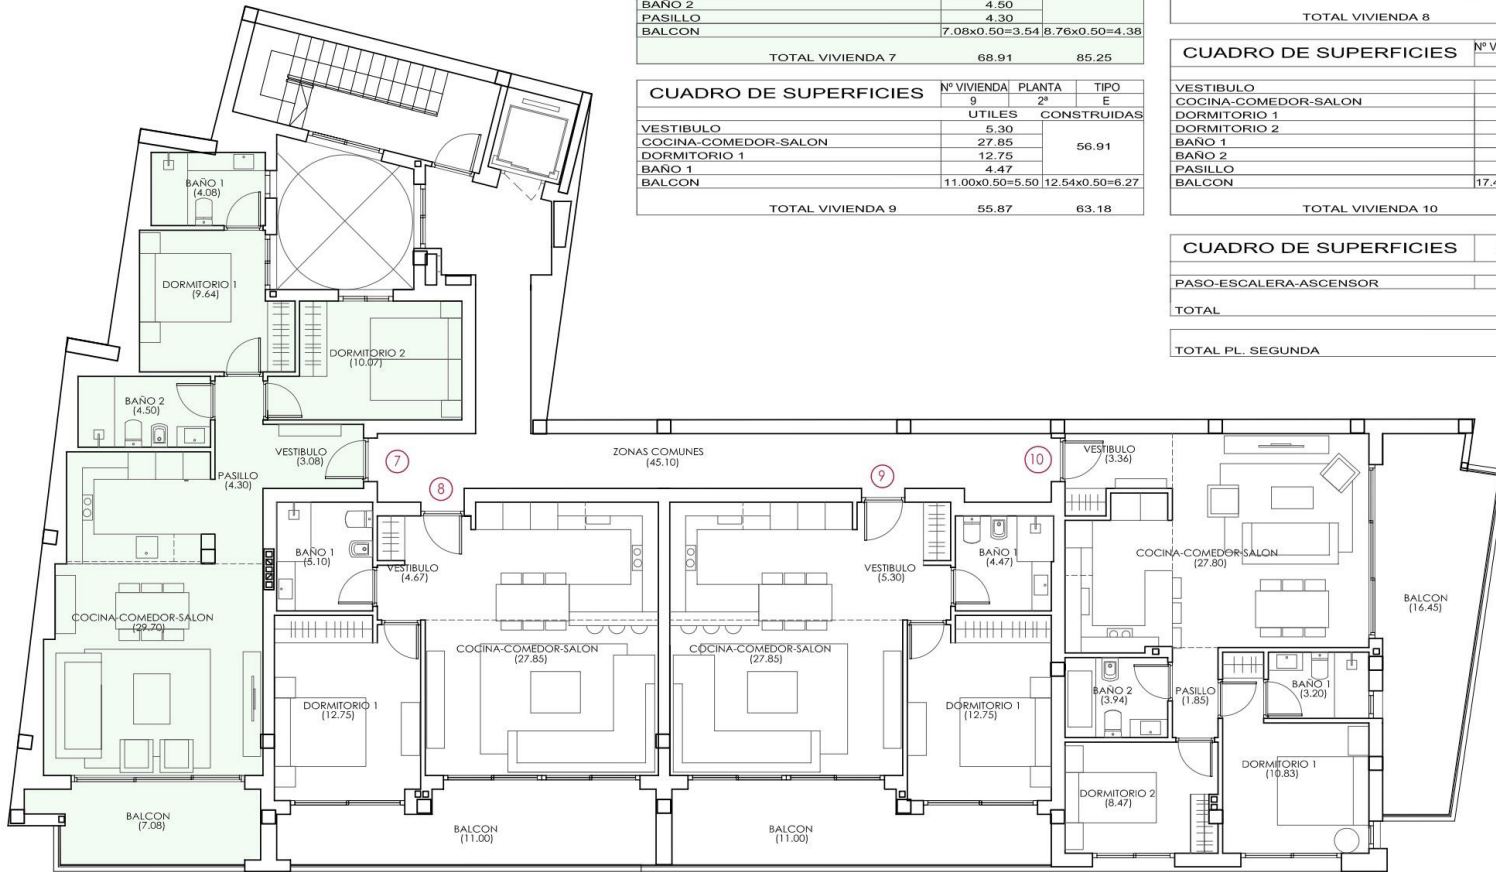 BAÑO 2 4.50
PASILLO 4.30
BALCON 7.08x0.50=3.54 8.76x0.50=4.38
TOTAL VIVIENDA 7 68.91 85.25
CUADRO DE SUPERFICIES Nº VIVIENDA PLANTA TIPO
9 2ª E
UTILES CONSTRUIDAS
VESTIBULO 5.30
COCINA-COMEDOR-SALON 27.85
56.91
DORMITORIO 1 12.75
BAÑO 1 4.47
BALCON 11.00x0.50=5.50 12.54x0.50=6.27
TOTAL VIVIENDA 9 55.87 63.18
TOTAL VIVIENDA 8
CUADRO DE SUPERFICIES Nº V
VESTIBULO
COCINA-COMEDOR-SALON
DORMITORIO 1
DORMITORIO 2
BAÑO 1
BAÑO 2
PASILLO
BALCON 17.4
TOTAL VIVIENDA 10
CUADRO DE SUPERFICIES
PASO-ESCALERA-ASCENSOR
TOTAL
TOTAL PL. SEGUNDA
BAÑO 1
(4.08)
DORMITORIO 1
(9.64)
DORMITORIO 2
(10.07)
BAÑO 2
(4.50)
VESTIBULO
(3.08)
PASILLO
(4.30)
7
8
ZONAS COMUNES
(45.10)
9
10
VESTIBULO
(3.36)
BAÑO 1
(5.10)
VESTIBULO
(4.67)
VESTIBULO
(5.30)
BAÑO 1
(4.47)
COCINA-COMEDOR-SALON
(27.80)
BALCON
(16.45)
COCINA-COMEDOR-SALON
(29.70)
COCINA-COMEDOR-SALON
(27.85)
COCINA-COMEDOR-SALON
(27.85)
DORMITORIO 1
(12.75)
DORMITORIO 1
(12.75)
BAÑO 2
(3.94)
PASILLO
(1.85)
BAÑO 1
(3.20)
DORMITORIO 1
(10.83)
DORMITORIO 2
(8.47)
BALCON
(7.08)
BALCON
(11.00)
BALCON
(11.00)